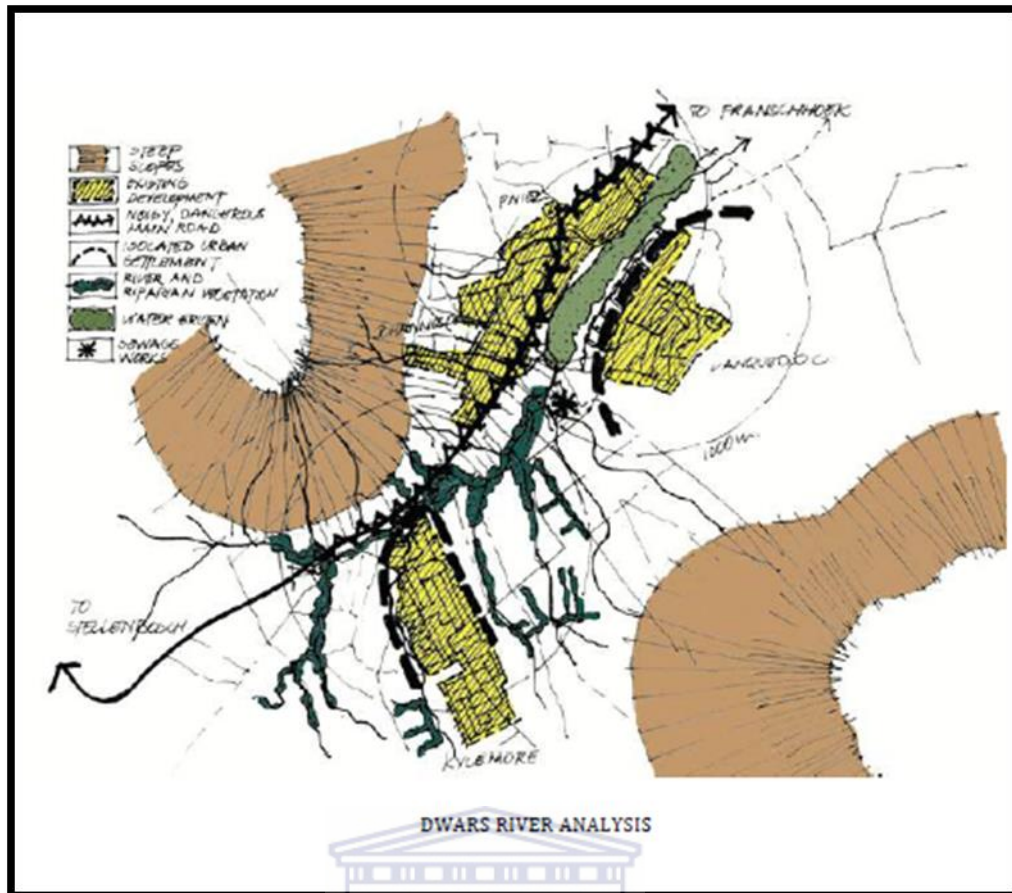 STEEP
SLOPES
EXISTING
DEVELOPMENT
NOISY, DANGEROUS
MAIN ROAD
ISOLATED URBAN
SETTLEMENT
RIVER AND
RIPARIAN VEGETATION
WATER
SEWAGE
WORKS
TO FRANSCHHOEK
PNIEL
LANQUEDOC
1000m.
TO
STELLENBOSCH
KYLEMORE
DWARS RIVER ANALYSIS